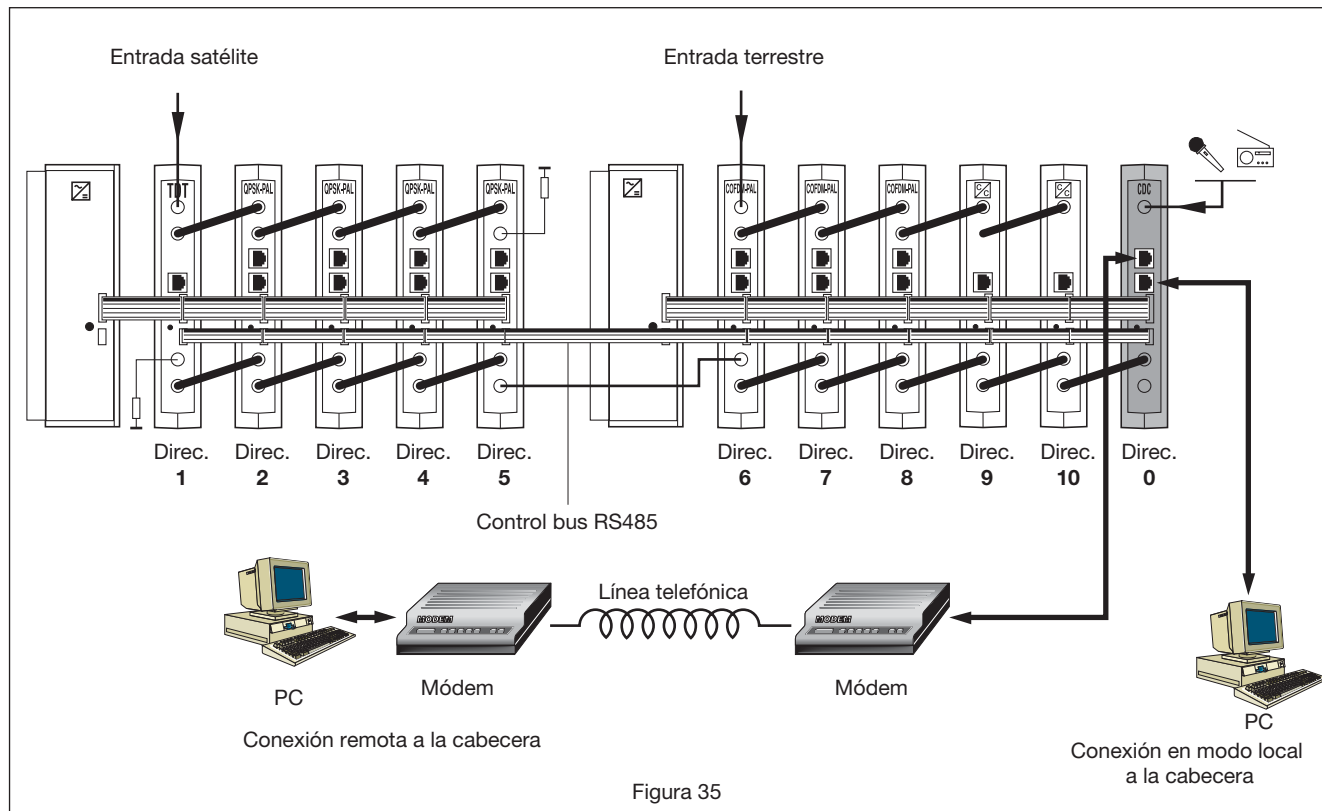 Entrada satélite
Entrada terrestre
TDT
QPSK-PAL
QPSK-PAL
QPSK-PAL
QPSK-PAL
COFDM-PAL
COFDM-PAL
COFDM-PAL
C/C
C/C
CDC
Direc.
1
Direc.
2
Direc.
3
Direc.
4
Direc.
5
Direc.
6
Direc.
7
Direc.
8
Direc.
9
Direc.
10
Direc.
0
Control bus RS485
Línea telefónica
MODEM
MODEM
PC
Módem
Módem
PC
Conexión remota a la cabecera
Conexión en modo local
a la cabecera
Figura 35